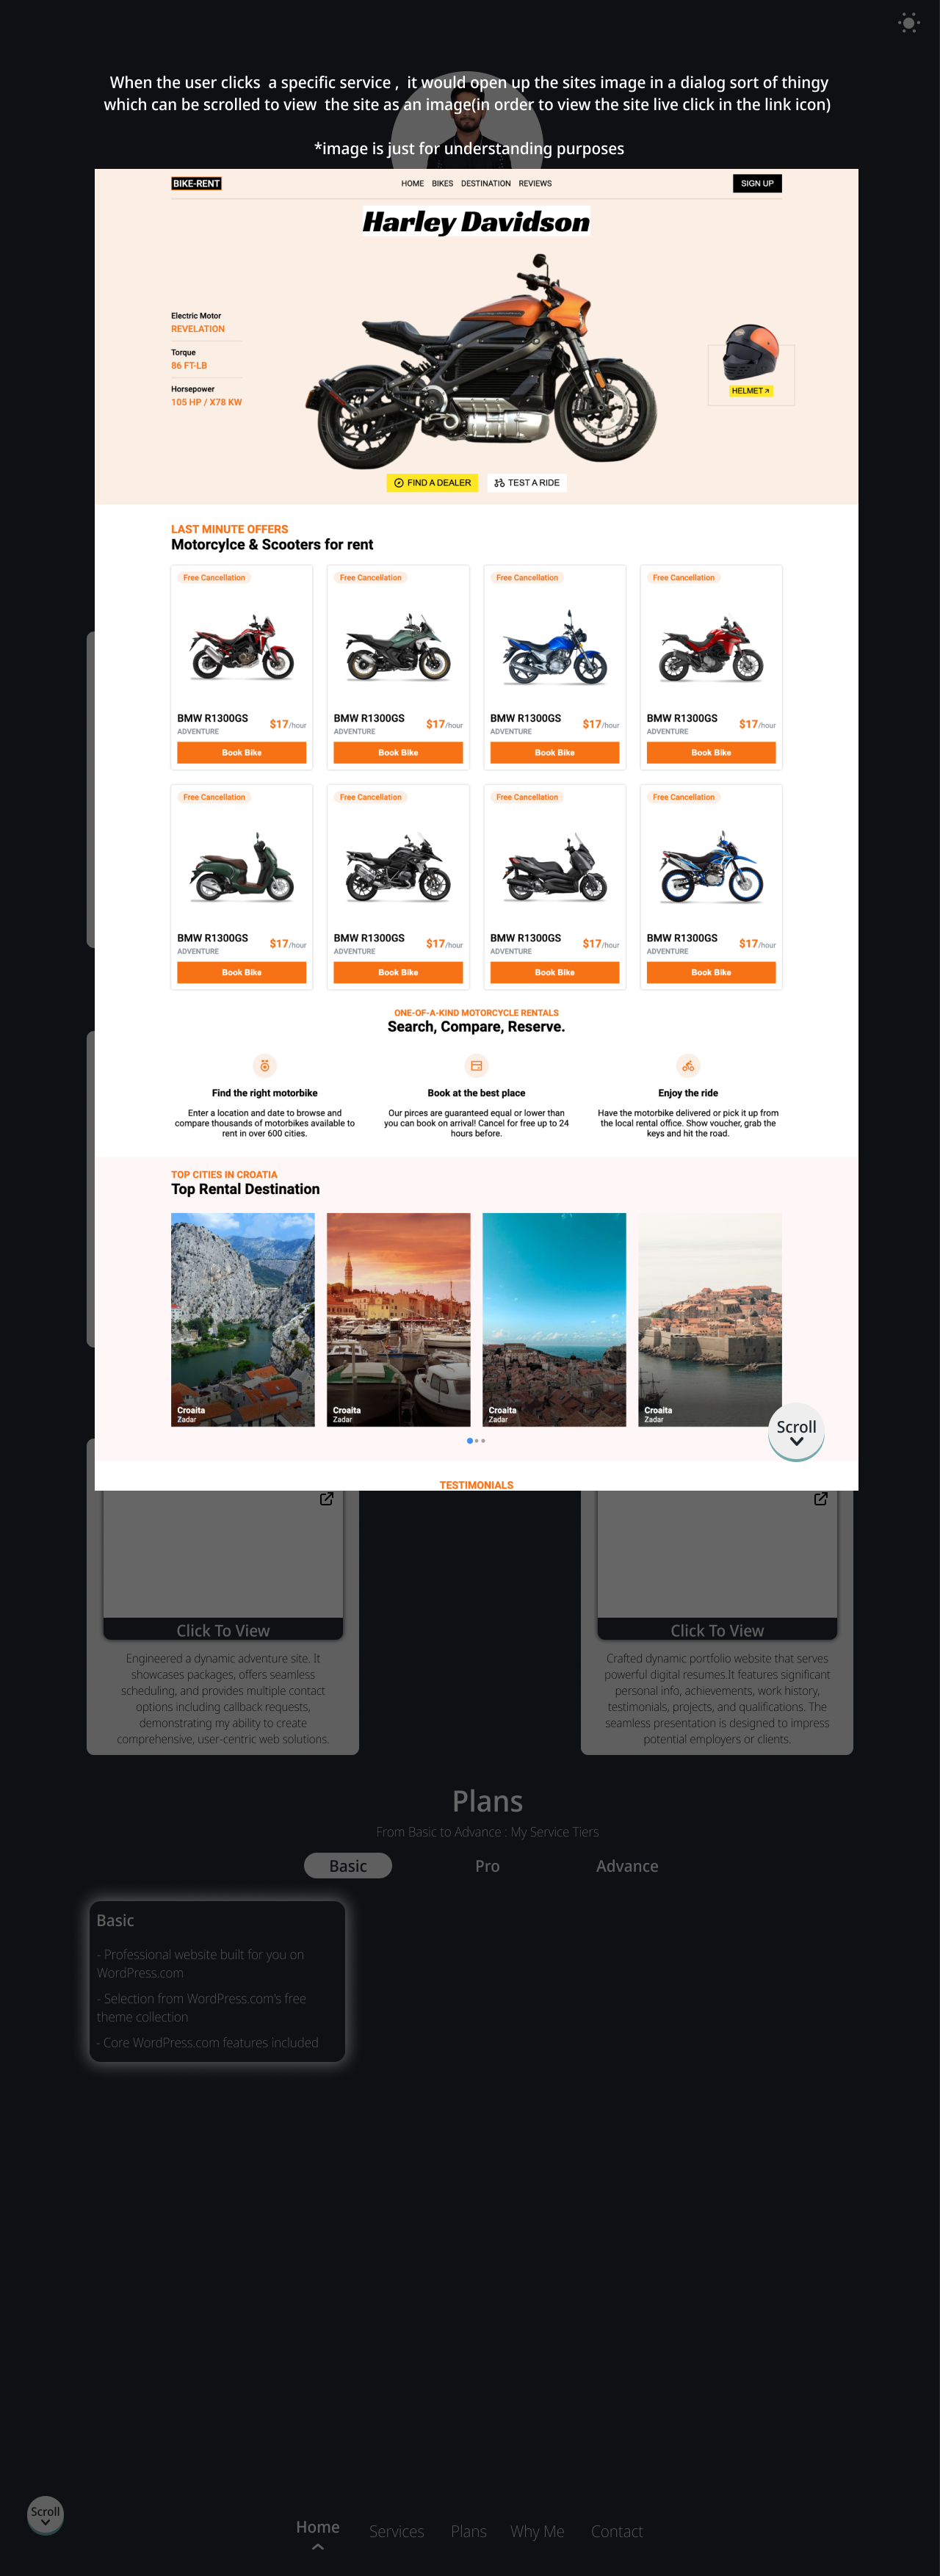 When the user clicks a specific service , it would open up the sites image in a dialog sort of thingy
which can be scrolled to view the site as an image(in order to view the site live click in the link icon)
*image is just for understanding purposes
BIKE-RENT
HOME BIKES DESTINATION REVIEWS
SIGN UP
Harley Davidson
Electric Motor
REVELATION
Torque
86 FT-LB
Horsepower
105 HP / X78 KW
HELMET
FIND A DEALER
TEST A RIDE
LAST MINUTE OFFERS
Motorcylce & Scooters for rent
Free Cancellation
BMW R1300GS
ADVENTURE
$17/hour
Book Bike
Free Cancellation
BMW R1300GS
ADVENTURE
$17/hour
Book Bike
Free Cancellation
BMW R1300GS
ADVENTURE
$17/hour
Book Bike
Free Cancellation
BMW R1300GS
ADVENTURE
$17/hour
Book Bike
Free Cancellation
BMW R1300GS
ADVENTURE
$17/hour
Book Bike
Free Cancellation
BMW R1300GS
ADVENTURE
$17/hour
Book Bike
Free Cancellation
BMW R1300GS
ADVENTURE
$17/hour
Book Bike
Free Cancellation
BMW R1300GS
ADVENTURE
$17/hour
Book Bike
ONE-OF-A-KIND MOTORCYCLE RENTALS
Search, Compare, Reserve.
Find the right motorbike
Enter a location and date to browse and
compare thousands of motorbikes available to
rent in over 600 cities.
Book at the best place
Our pirces are guaranteed equal or lower than
you can book on arrival! Cancel for free up to 24
hours before.
Enjoy the ride
Have the motorbike delivered or pick it up from
the local rental office. Show voucher, grab the
keys and hit the road.
TOP CITIES IN CROATIA
Top Rental Destination
Croaita
Zadar
Croaita
Zadar
Croaita
Zadar
Croaita
Zadar
Scroll
TESTIMONIALS
Click To View
Engineered a dynamic adventure site. It
showcases packages, offers seamless
scheduling, and provides multiple contact
options including callback requests,
demonstrating my ability to create
comprehensive, user-centric web solutions.
Click To View
Crafted dynamic portfolio website that serves
powerful digital resumes.It features significant
personal info, achievements, work history,
testimonials, projects, and qualifications. The
seamless presentation is designed to impress
potential employers or clients.
Plans
From Basic to Advance : My Service Tiers
Basic
Pro
Advance
Basic
- Professional website built for you on
WordPress.com
- Selection from WordPress.com's free
theme collection
- Core WordPress.com features included
Scroll
Home
Services
Plans
Why Me
Contact